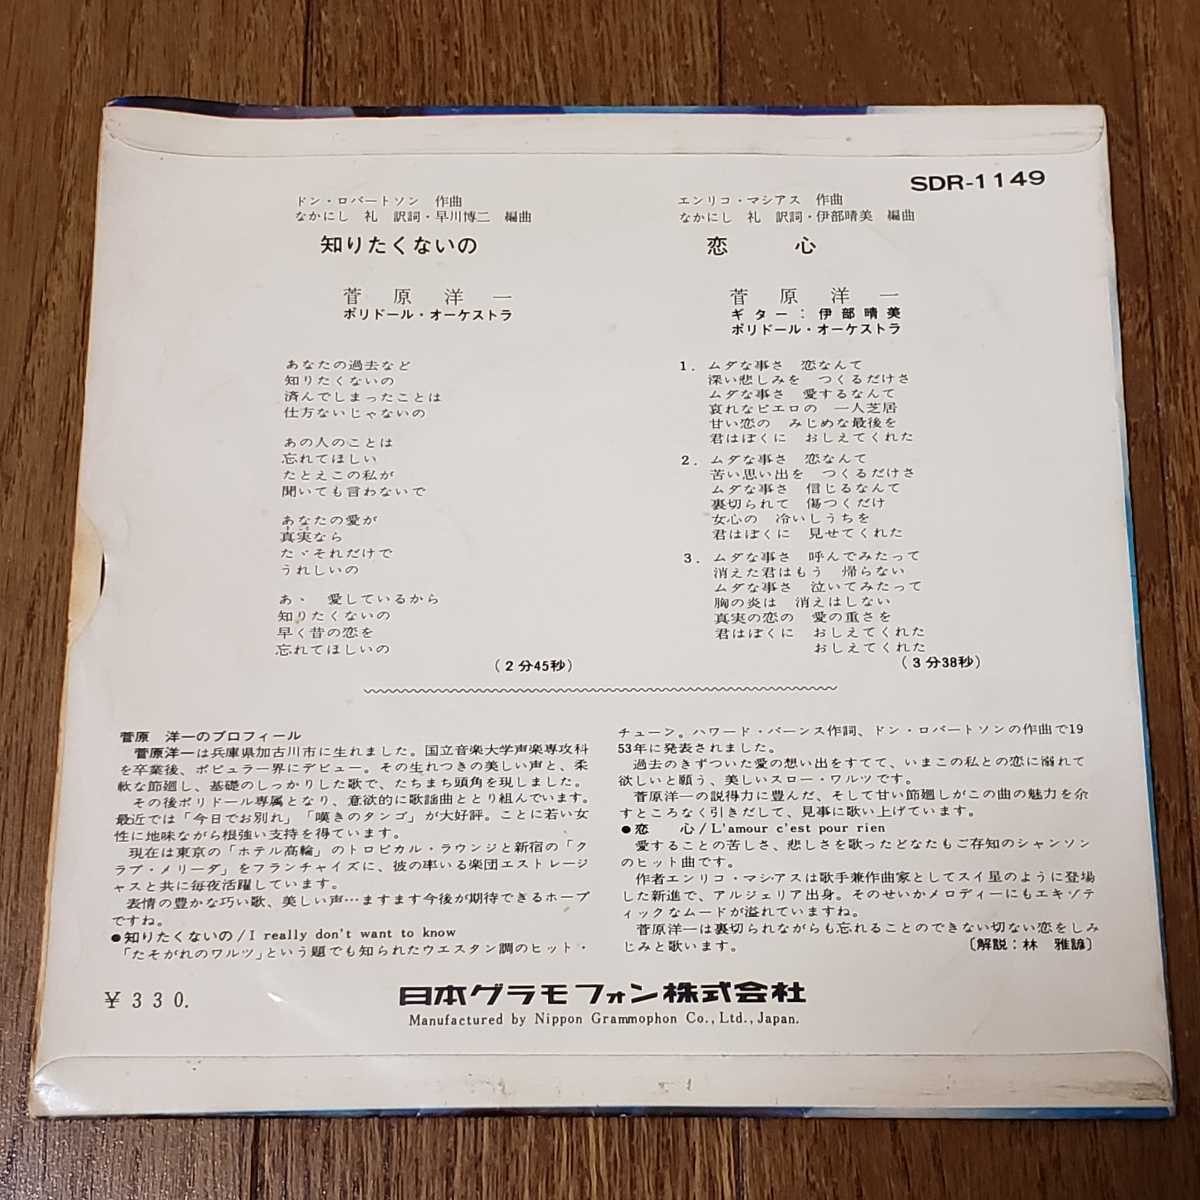 SDR-1149
ドン・ロバートソン 作曲
なかにし 礼 訳詞・早川博二 編曲
知りたくないの
菅原洋一
ポリドール・オーケストラ
あなたの過去など
知りたくないの
済んでしまったことは
仕方ないじゃないの
あの人のことは
忘れてほしい
たとえこの私が
聞いても言わないで
あなたの愛が
真実なら
たゞそれだけで
うれしいの
あゝ 愛しているから
知りたくないの
早く昔の恋を
忘れてほしいの
(2分45秒)
エンリコ・マシアス 作曲
なかにし 礼 訳詞・伊部晴美 編曲
恋 心
菅原洋一
ギター:伊部晴美
ポリドール・オーケストラ
1. ムダな事さ 恋なんて
深い悲しみを つくるだけさ
ムダな事さ 愛するなんて
哀れなピエロの 一人芝居
甘い恋の みじめな最後を
君はぼくに おしえてくれた
2. ムダな事さ 恋なんて
苦い思い出を つくるだけさ
ムダな事さ 信じるなんて
裏切られて 傷つくだけ
女心の 冷いしうちを
君はぼくに 見せてくれた
3. ムダな事さ 呼んでみたって
消えた君はもう 帰らない
ムダな事さ 泣いてみたって
胸の炎は 消えはしない
真実の恋の 愛の重さを
君はぼくに おしえてくれた
おしえてくれた
(3分38秒)
菅原 洋一のプロフィール
菅原洋一は兵庫県加古川市に生れました。国立音楽大学声楽専攻科
を卒業後、ポピュラー界にデビュー。その生れつきの美しい声と、柔
軟な節廻し、基礎のしっかりした歌で、たちまち頭角を現しました。
その後ポリドール専属となり、意欲的に歌謡曲ととり組んでいます。
最近では「今日でお別れ」「嘆きのタンゴ」が大好評。ことに若い女
性に地味ながら根強い支持を得ています。
現在は東京の「ホテル高輪」のトロピカル・ラウンジと新宿の「ク
ラブ・メリーダ」をフランチャイズに、彼の率いる楽団エストレージ
ャスと共に毎夜活躍しています。
表情の豊かな巧い歌、美しい声…ますます今後が期待できるホープ
ですね。
●知りたくないの/I really don't want to know
「たそがれのワルツ」という題でも知られたウエスタン調のヒット・
チューン。ハワード・バーンス作詞、ドン・ロバートソンの作曲で19
53年に発表されました。
過去のきずついた愛の想い出をすてて、いまこの私との恋に溺れて
欲しいと願う、美しいスロー・ワルツです。
菅原洋一の説得力に豊んだ、そして甘い節廻しがこの曲の魅力を余
すところなく引きだして、見事に歌い上げています。
●恋 心/L'amour c'est pour rien
愛することの苦しさ、悲しさを歌ったどなたもご存知のシャンソン
のヒット曲です。
作者エンリコ・マシアスは歌手兼作曲家としてスイ星のように登場
した新進で、アルジェリア出身。そのせいかメロディーにもエキゾテ
ィックなムードが溢れていますね。
菅原洋一は裏切られながらも忘れることのできない切ない恋をしみ
じみと歌います。 〔解説:林 雅諺〕
¥330.
日本グラモフォン株式会社
Manufactured by Nippon Grammophon Co., Ltd., Japan.